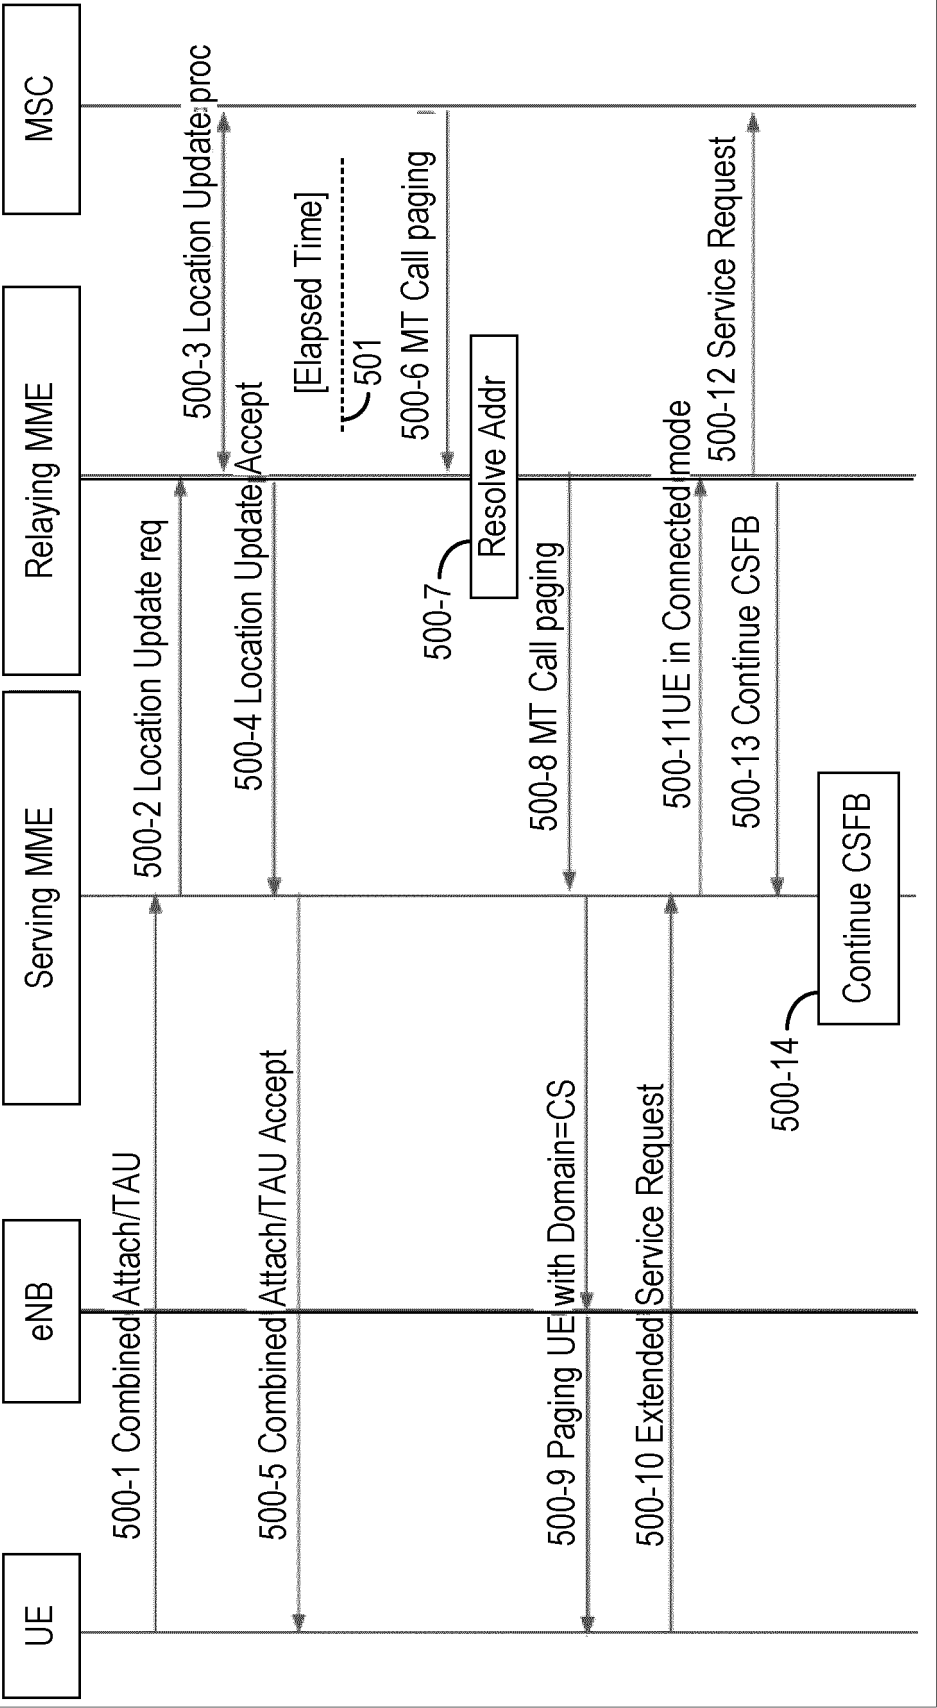 UE
eNB
Serving MME
Relaying MME
MSC
500-1 Combined Attach/TAU
500-2 Location Update req
500-3 Location Update proc
500-4 Location Update Accept
500-5 Combined Attach/TAU Accept
[Elapsed Time]
501
500-6 MT Call paging
500-7
Resolve Addr
500-8 MT Call paging
500-9 Paging UE with Domain=CS
500-10 Extended Service Request
500-11UE in Connected mode
500-12 Service Request
500-13 Continue CSFB
500-14
Continue CSFB